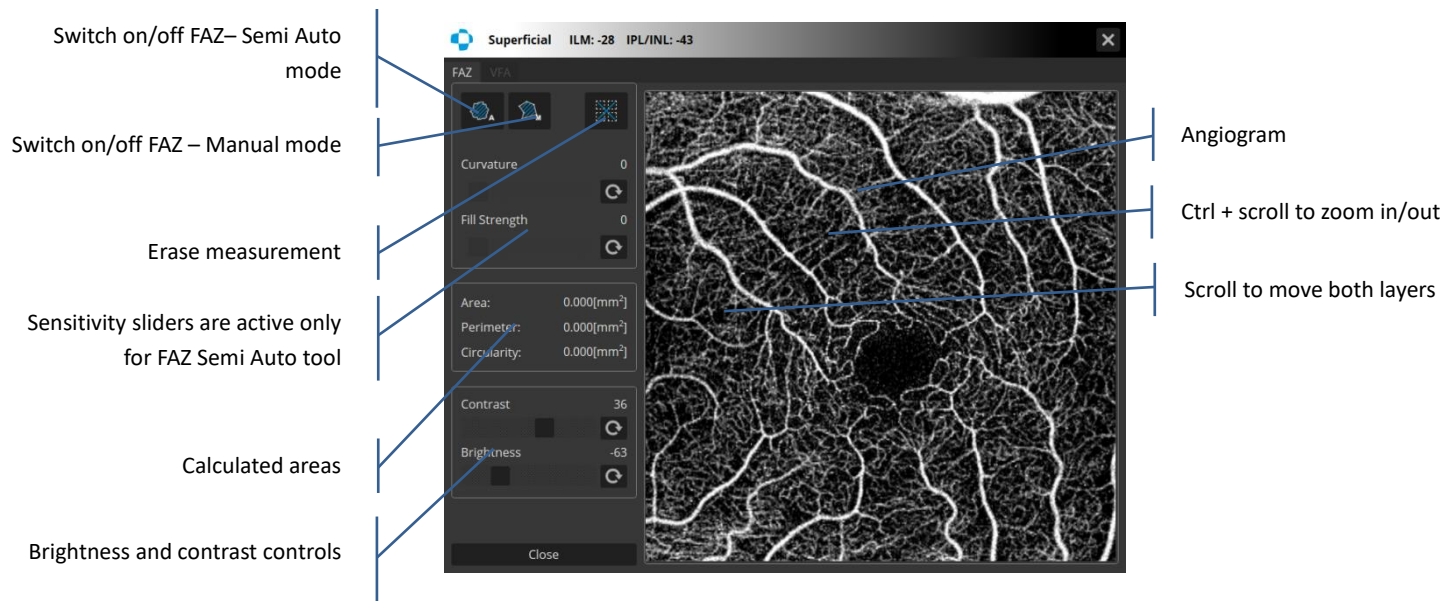 Switch on/off FAZ– Semi Auto
mode
Switch on/off FAZ – Manual mode
Erase measurement
Sensitivity sliders are active only
for FAZ Semi Auto tool
Calculated areas
Brightness and contrast controls
Superficial ILM: -28 IPL/INL: -43
FAZ VFA
A M
Curvature 0
Fill Strength 0
Area: 0.000[mm²]
Perimeter: 0.000[mm²]
Circularity: 0.000[mm²]
Contrast 36
Brightness -63
Close
Angiogram
Ctrl + scroll to zoom in/out
Scroll to move both layers